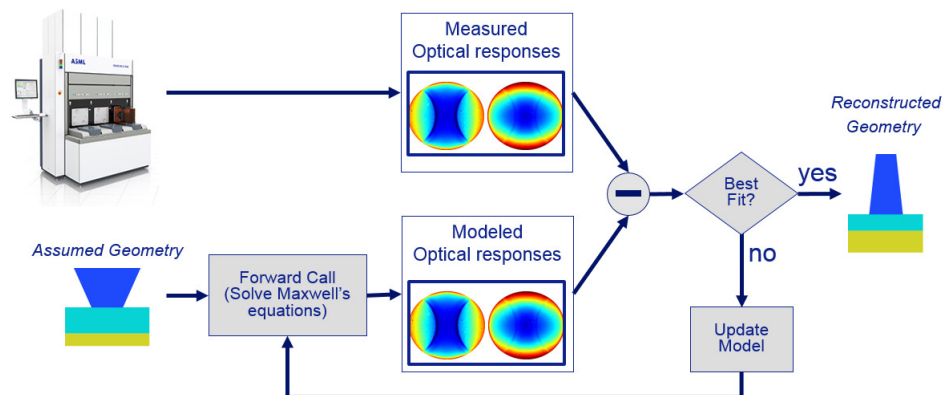 ASML
Measured
Optical responses
Reconstructed
Geometry
Best
Fit?
yes
Assumed Geometry
Forward Call
(Solve Maxwell's
equations)
Modeled
Optical responses
no
Update
Model